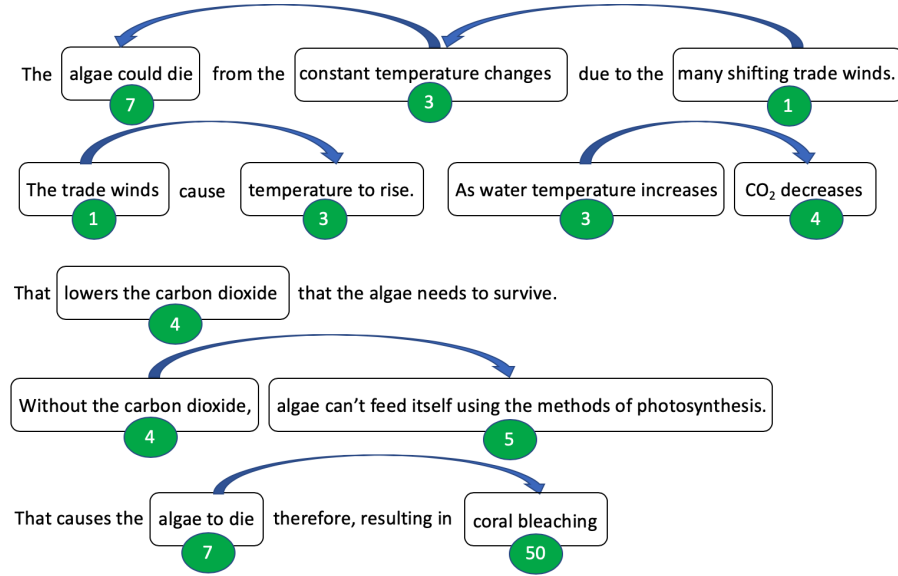 The algae could die from the constant temperature changes due to the many shifting trade winds.
7 3 1
The trade winds cause temperature to rise. As water temperature increases CO₂ decreases
1 3 3 4
That lowers the carbon dioxide that the algae needs to survive.
4
Without the carbon dioxide, algae can't feed itself using the methods of photosynthesis.
4 5
That causes the algae to die therefore, resulting in coral bleaching
7 50